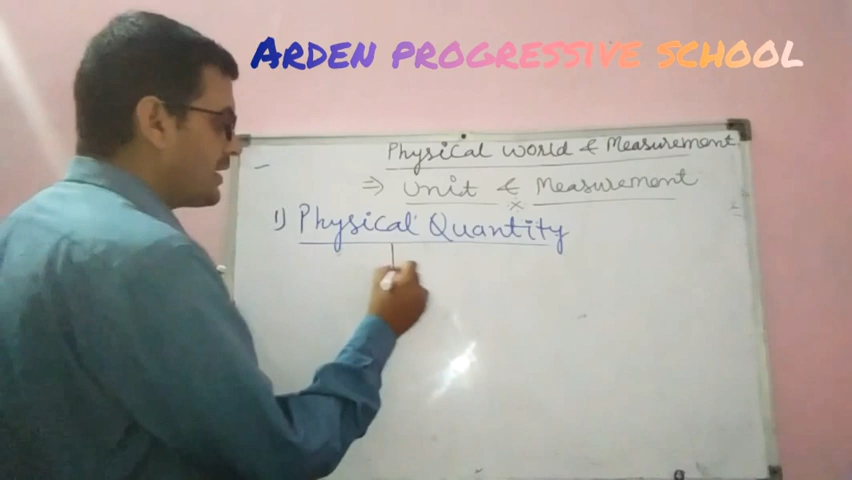 ARDEN PROGRESSIVE SCHOOL
Physical World & Measurement
⇒ Unit & Measurement
1) Physical Quantity